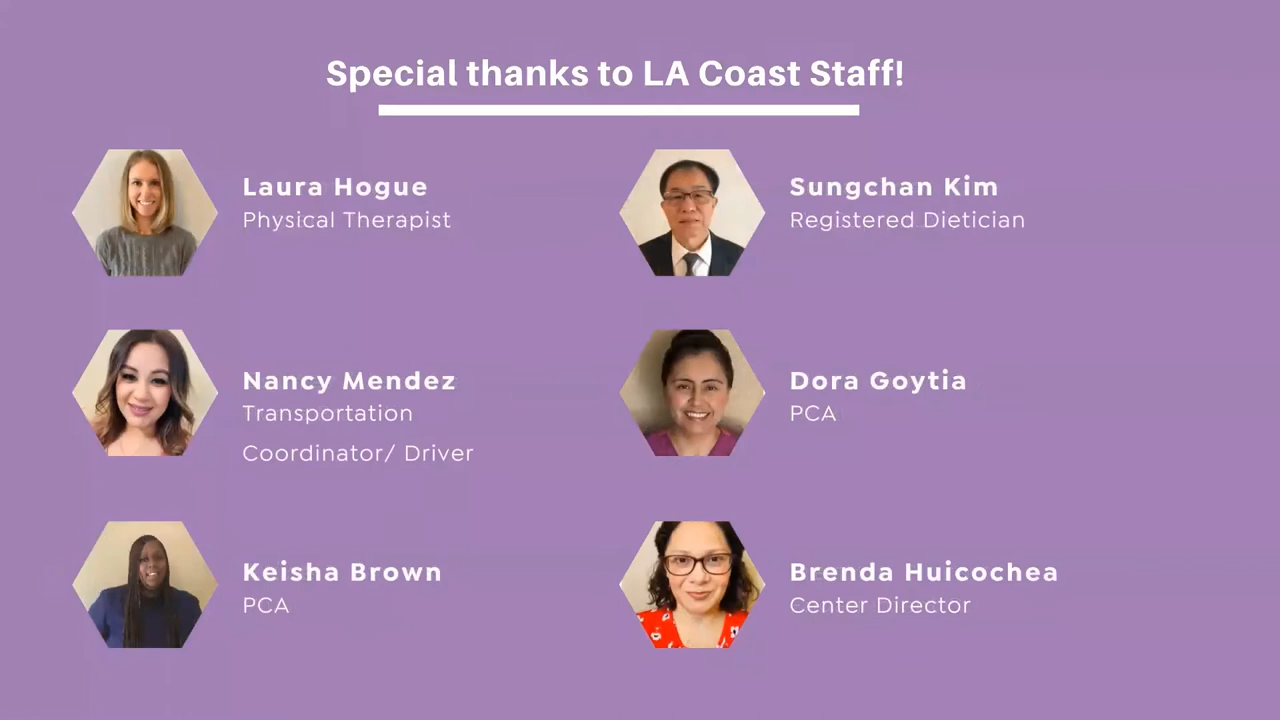 Special thanks to LA Coast Staff!
Laura Hogue
Physical Therapist
Sungchan Kim
Registered Dietician
Nancy Mendez
Transportation
Coordinator/ Driver
Dora Goytia
PCA
Keisha Brown
PCA
Brenda Huicochea
Center Director